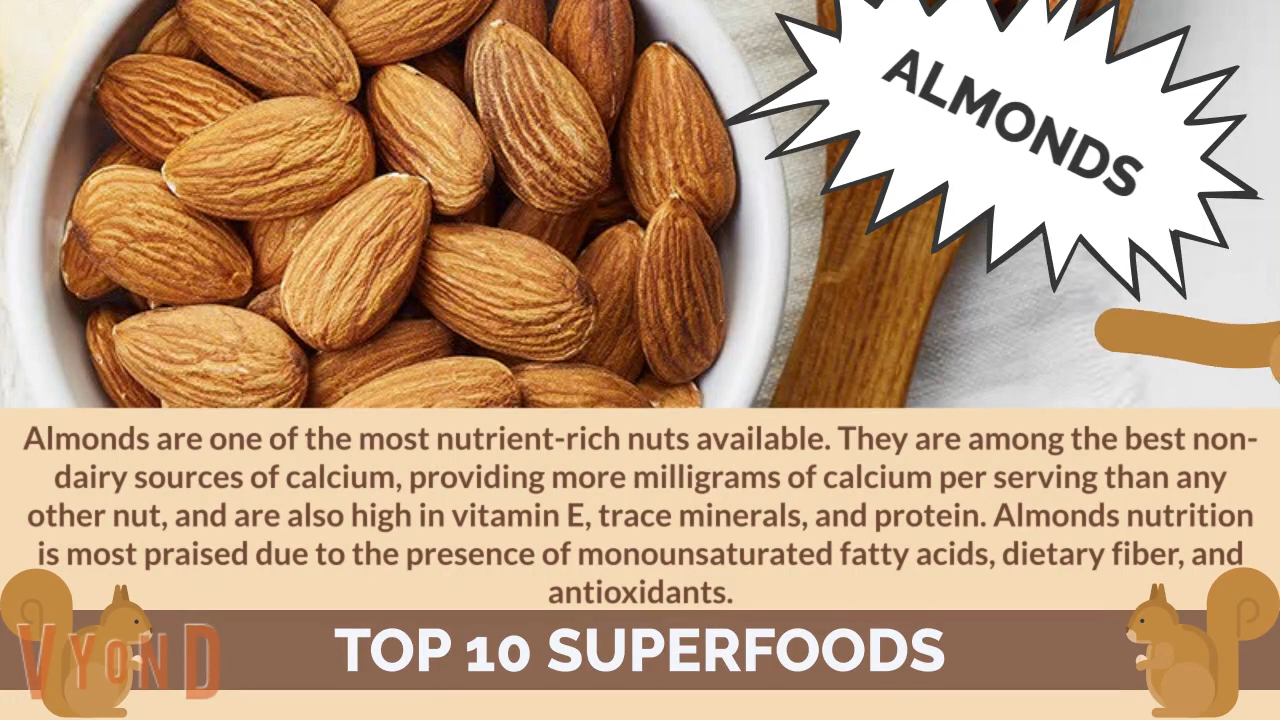 ALMONDS
Almonds are one of the most nutrient-rich nuts available. They are among the best non-
dairy sources of calcium, providing more milligrams of calcium per serving than any
other nut, and are also high in vitamin E, trace minerals, and protein. Almonds nutrition
is most praised due to the presence of monounsaturated fatty acids, dietary fiber, and
antioxidants.
TOP 10 SUPERFOODS
VYOND